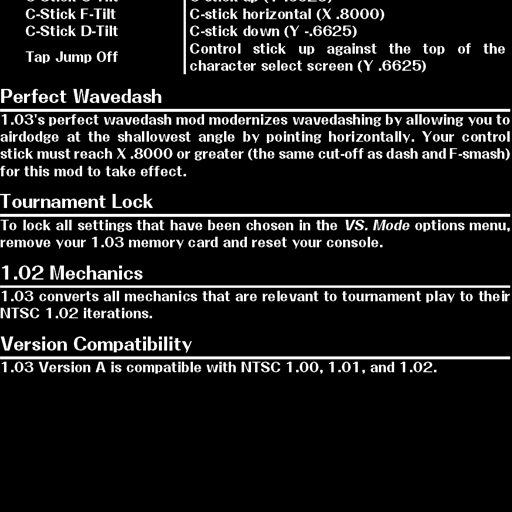 C-Stick F-Tilt C-stick horizontal (X .8000)
C-Stick D-Tilt C-stick down (Y -.6625)
Tap Jump Off Control stick up against the top of the
character select screen (Y .6625)
Perfect Wavedash
1.03's perfect wavedash mod modernizes wavedashing by allowing you to
airdodge at the shallowest angle by pointing horizontally. Your control
stick must reach X .8000 or greater (the same cut-off as dash and F-smash)
for this mod to take effect.
Tournament Lock
To lock all settings that have been chosen in the VS. Mode options menu,
remove your 1.03 memory card and reset your console.
1.02 Mechanics
1.03 converts all mechanics that are relevant to tournament play to their
NTSC 1.02 iterations.
Version Compatibility
1.03 Version A is compatible with NTSC 1.00, 1.01, and 1.02.